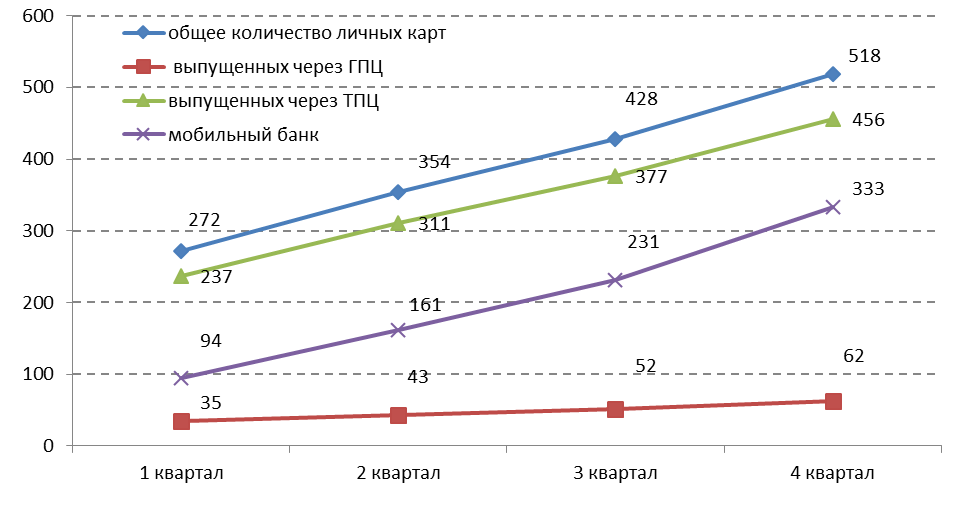 600
500
400
300
200
100
0
общее количество личных карт
выпущенных через ГПЦ
выпущенных через ТПЦ
мобильный банк
272
354
428
518
237
311
377
456
94
161
231
333
35
43
52
62
1 квартал
2 квартал
3 квартал
4 квартал